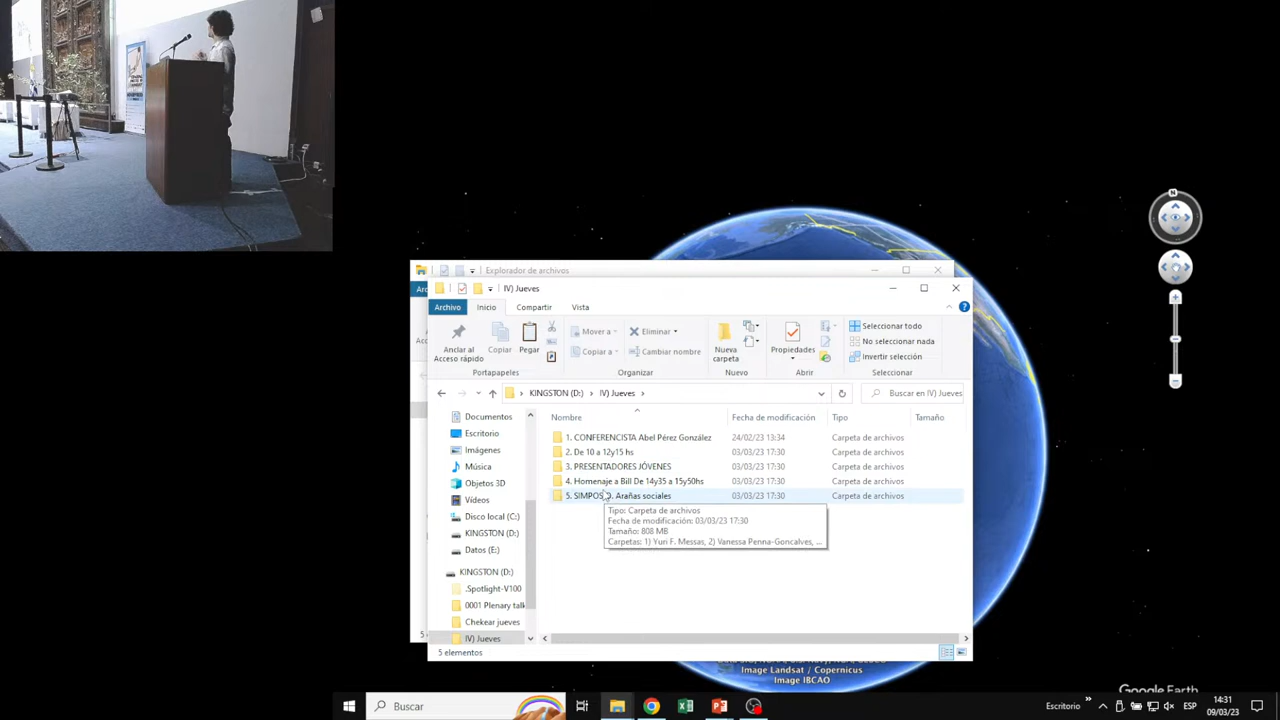 N
Explorador de archivos
Arc
IV) Jueves
Archivo Inicio Compartir Vista
Anclar al Acceso rápido
Copiar
Pegar
Mover a
Copiar a
Eliminar
Cambiar nombre
Nueva carpeta
Propiedades
Seleccionar todo
No seleccionar nada
Invertir selección
Portapapeles Organizar Nuevo Abrir Seleccionar
KINGSTON (D:) > IV) Jueves >
Buscar en IV) Jueves
Nombre Fecha de modificación Tipo Tamaño
1. CONFERENCISTA Abel Pérez González 24/02/23 13:34 Carpeta de archivos
2. De 10 a 12y15 hs 03/03/23 17:30 Carpeta de archivos
3. PRESENTADORES JÓVENES 03/03/23 17:30 Carpeta de archivos
4. Homenaje a Bill De 14y35 a 15y50hs 03/03/23 17:30 Carpeta de archivos
5. SIMPOSIO. Arañas sociales 03/03/23 17:30 Carpeta de archivos
Tipo: Carpeta de archivos
Fecha de modificación: 03/03/23 17:30
Tamaño: 808 MB
Carpetas: 1) Yuri F. Messas, 2) Vanessa Penna-Goncalves, ...
Documentos
Escritorio
Imágenes
Música
Objetos 3D
Vídeos
Disco local (C:)
KINGSTON (D:)
Datos (E:)
KINGSTON (D:)
.Spotlight-V100
0001 Plenary talk
Chekear jueves
IV) Jueves
5 elementos
Image Landsat / Copernicus
Image IBCAO
Google Earth
Buscar
Escritorio
ESP
14:31
09/03/23